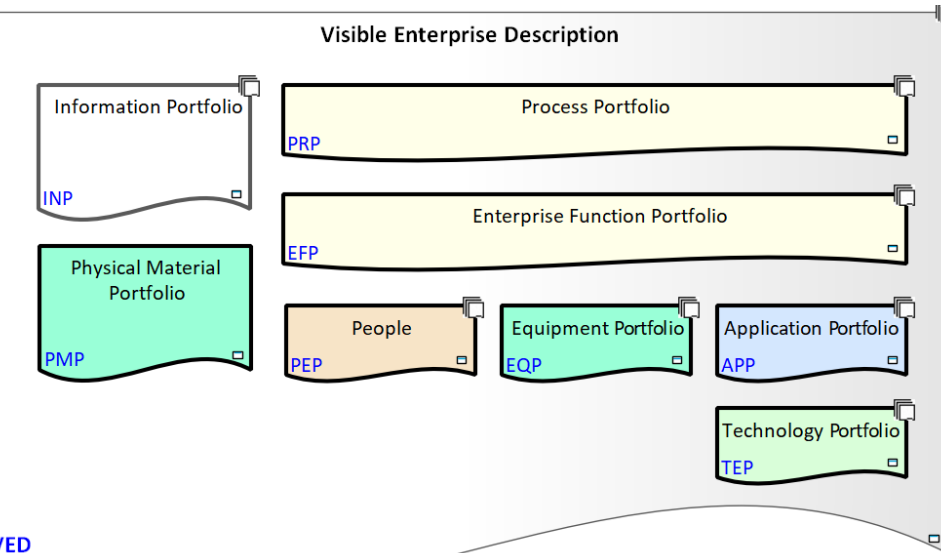 Visible Enterprise Description
Information Portfolio
INP
Process Portfolio
PRP
Enterprise Function Portfolio
EFP
Physical Material
Portfolio
PMP
People
PEP
Equipment Portfolio
EQP
Application Portfolio
APP
Technology Portfolio
TEP